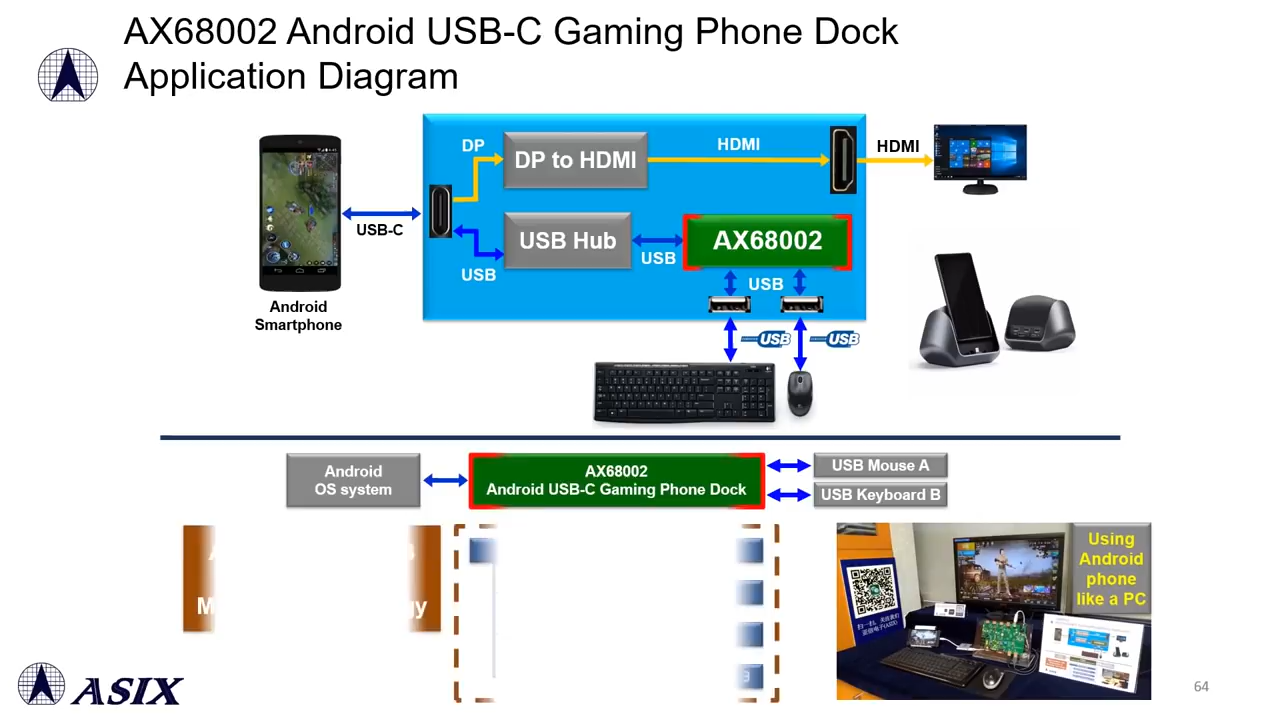 AX68002 Android USB-C Gaming Phone Dock
Application Diagram
DP
DP to HDMI
HDMI
HDMI
USB-C
USB Hub
AX68002
USB
USB
USB
Android
Smartphone
USB
USB
Android
OS system
AX68002
Android USB-C Gaming Phone Dock
USB Mouse A
USB Keyboard B
Using
Android
phone
like a PC
ASIX
64